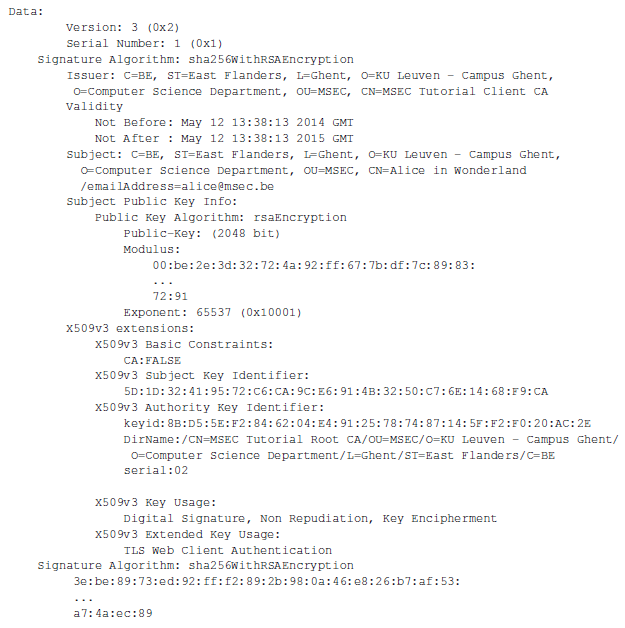 Data:
Version: 3 (0x2)
Serial Number: 1 (0x1)
Signature Algorithm: sha256WithRSAEncryption
Issuer: C=BE, ST=East Flanders, L=Ghent, O=KU Leuven - Campus Ghent,
O=Computer Science Department, OU=MSEC, CN=MSEC Tutorial Client CA
Validity
Not Before: May 12 13:38:13 2014 GMT
Not After : May 12 13:38:13 2015 GMT
Subject: C=BE, ST=East Flanders, L=Ghent, O=KU Leuven - Campus Ghent,
O=Computer Science Department, OU=MSEC, CN=Alice in Wonderland
/emailAddress=alice@msec.be
Subject Public Key Info:
Public Key Algorithm: rsaEncryption
Public-Key: (2048 bit)
Modulus:
00:be:2e:3d:32:72:4a:92:ff:67:7b:df:7c:89:83:
...
72:91
Exponent: 65537 (0x10001)
X509v3 extensions:
X509v3 Basic Constraints:
CA:FALSE
X509v3 Subject Key Identifier:
5D:1D:32:41:95:72:C6:CA:9C:E6:91:4B:32:50:C7:6E:14:68:F9:CA
X509v3 Authority Key Identifier:
keyid:8B:D5:5E:F2:84:62:04:E4:91:25:78:74:87:14:5F:F2:F0:20:AC:2E
DirName:/CN=MSEC Tutorial Root CA/OU=MSEC/O=KU Leuven - Campus Ghent/
O=Computer Science Department/L=Ghent/ST=East Flanders/C=BE
serial:02
X509v3 Key Usage:
Digital Signature, Non Repudiation, Key Encipherment
X509v3 Extended Key Usage:
TLS Web Client Authentication
Signature Algorithm: sha256WithRSAEncryption
3e:be:89:73:ed:92:ff:f2:89:2b:98:0a:46:e8:26:b7:af:53:
...
a7:4a:ec:89